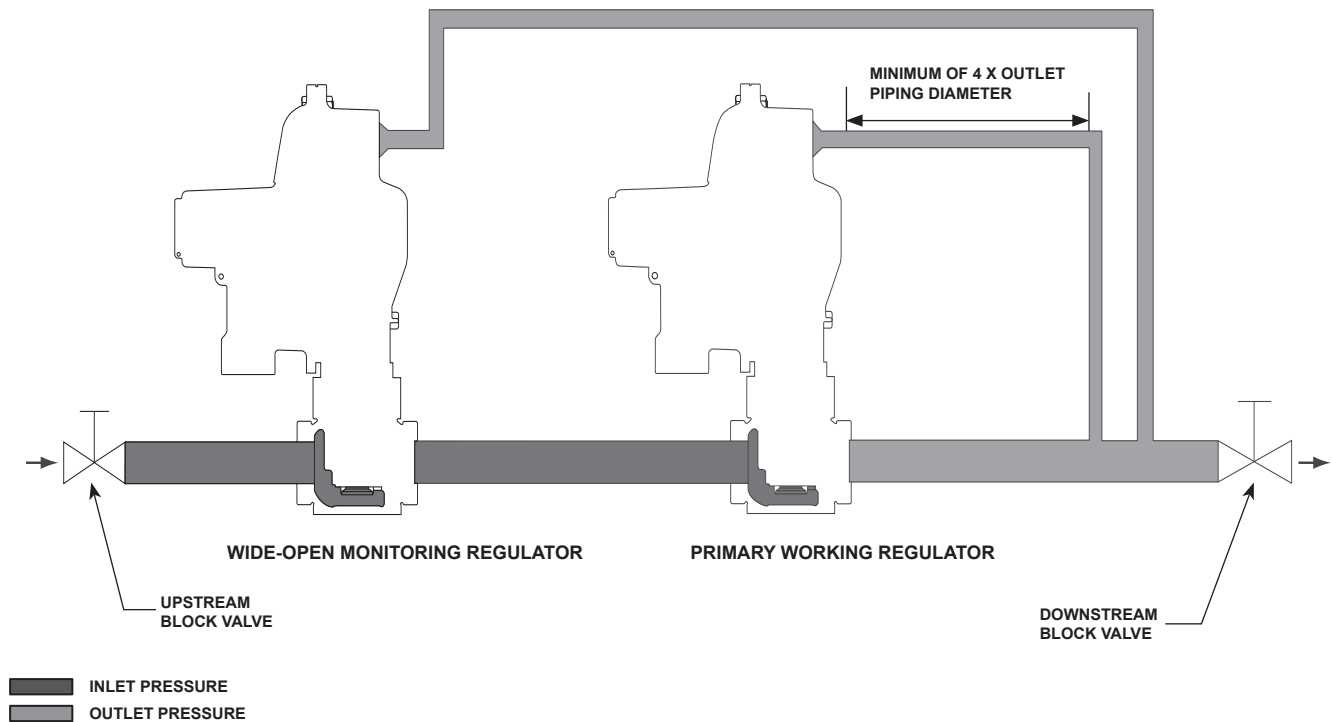 MINIMUM OF 4 X OUTLET
PIPING DIAMETER
WIDE-OPEN MONITORING REGULATOR
PRIMARY WORKING REGULATOR
UPSTREAM
BLOCK VALVE
DOWNSTREAM
BLOCK VALVE
INLET PRESSURE
OUTLET PRESSURE